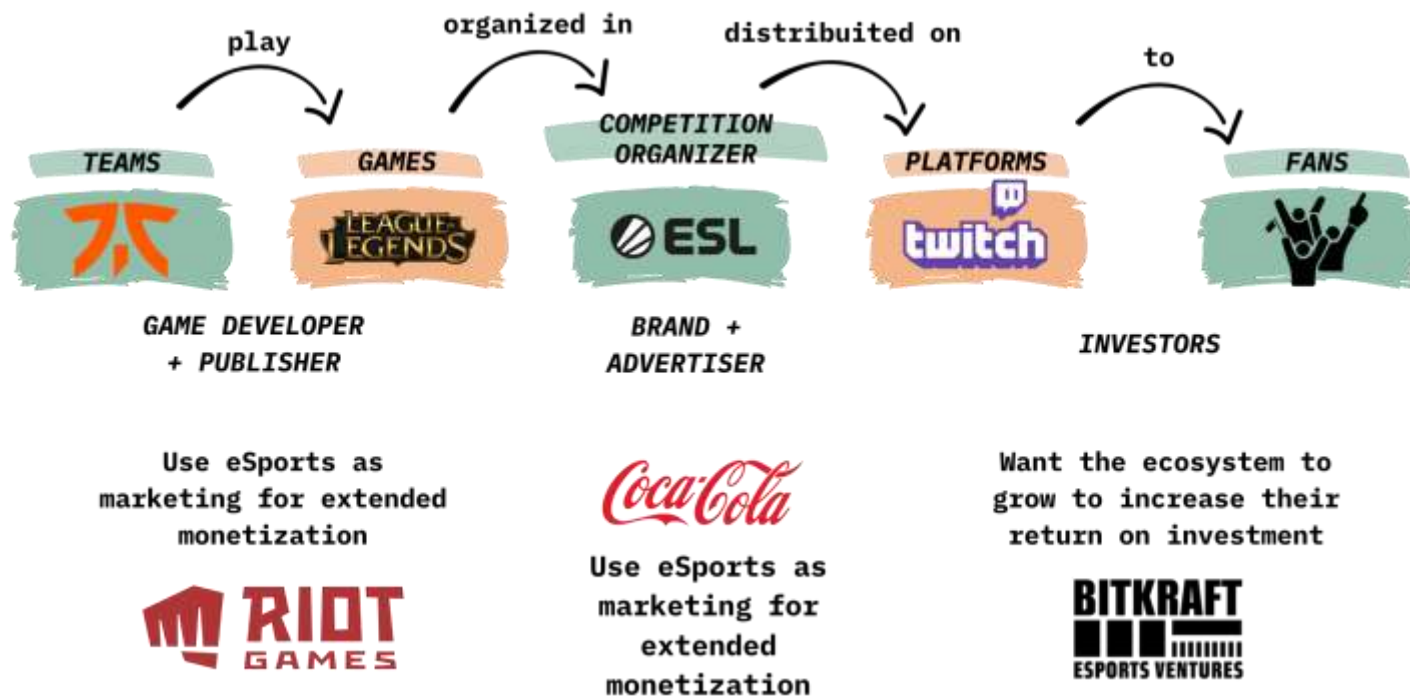 play
organized in
distribuited on
to
TEAMS
GAMES
COMPETITION
ORGANIZER
PLATFORMS
FANS
LEAGUE
LEGENDS
ESL
twitch
GAME DEVELOPER
+ PUBLISHER
BRAND +
ADVERTISER
INVESTORS
Use eSports as
marketing for extended
monetization
RIOT
GAMES
Coca-Cola
Use eSports as
marketing for
extended
monetization
Want the ecosystem to
grow to increase their
return on investment
BITKRAFT
ESPORTS VENTURES